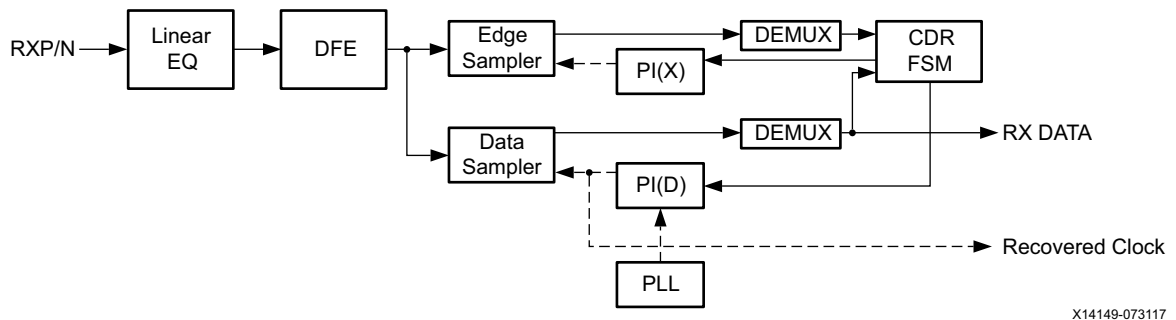 RXP/N
Linear
EQ
DFE
Edge
Sampler
DEMUX
CDR
FSM
PI(X)
Data
Sampler
DEMUX
RX DATA
PI(D)
Recovered Clock
PLL
X14149-073117